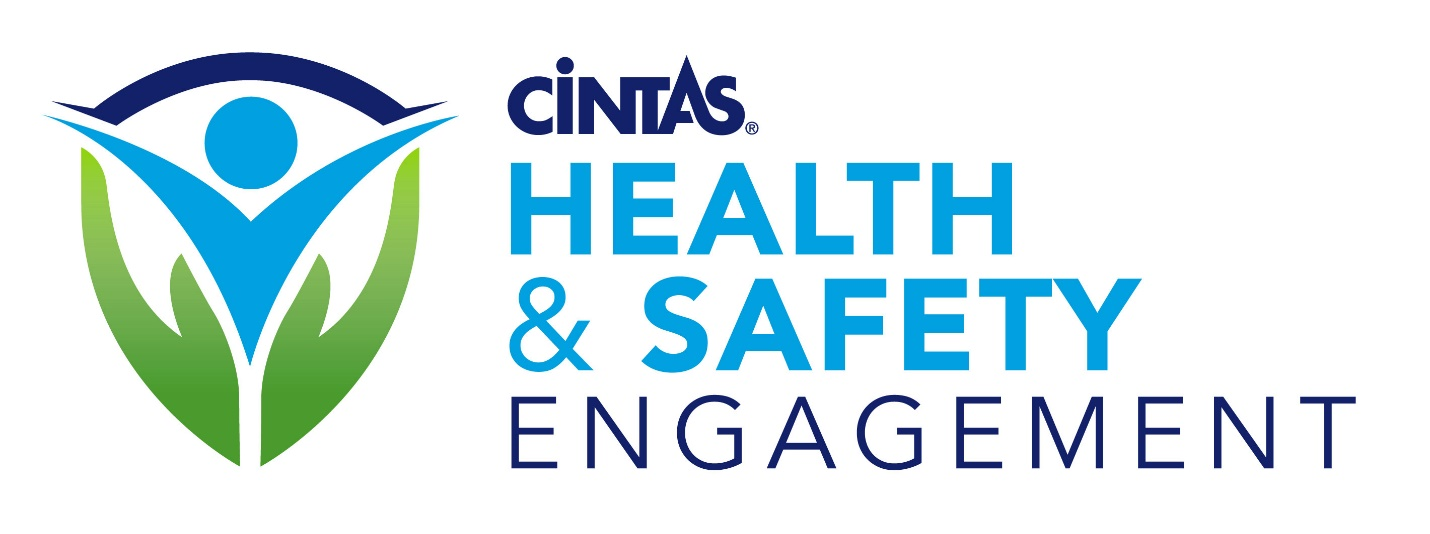 CiNTAS®
HEALTH
& SAFETY
ENGAGEMENT